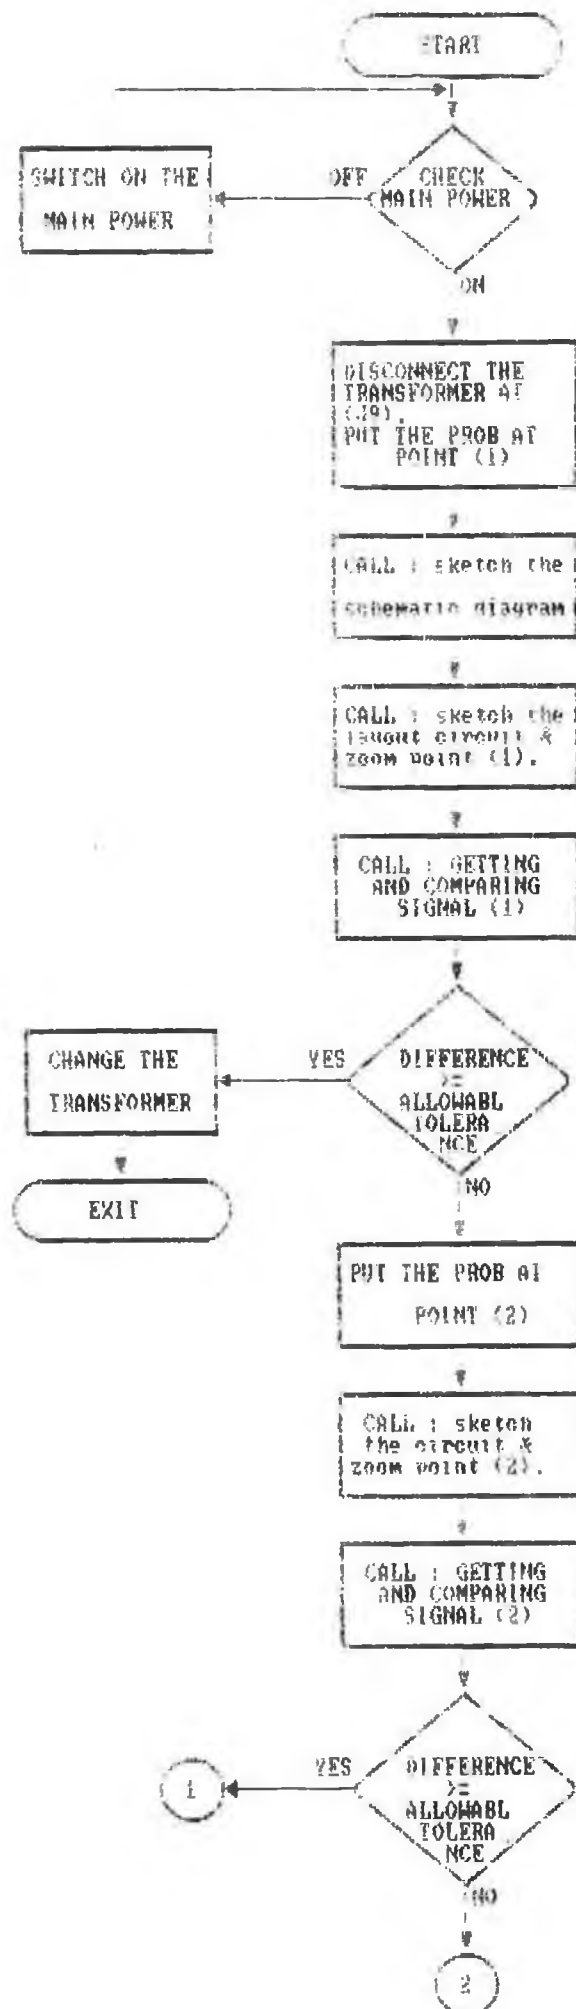 START
CHECK
MAIN POWER
OFF
SWITCH ON THE
MAIN POWER
ON
DISCONNECT THE
TRANSFORMER AT
PUT THE PROB AT
POINT (1)
CALL : sketch the
schematic diagram
CALL : sketch the
layout circuit &
zoom point (1).
CALL : GETTING
AND COMPARING
SIGNAL (1)
DIFFERENCE
>=
ALLOWABL
TOLERA
NCE
YES
CHANGE THE
TRANSFORMER
EXIT
NO
PUT THE PROB AT
POINT (2)
CALL : sketch
the circuit &
zoom point (2).
CALL : GETTING
AND COMPARING
SIGNAL (2)
DIFFERENCE
>=
ALLOWABL
TOLERA
NCE
YES
1
NO
2